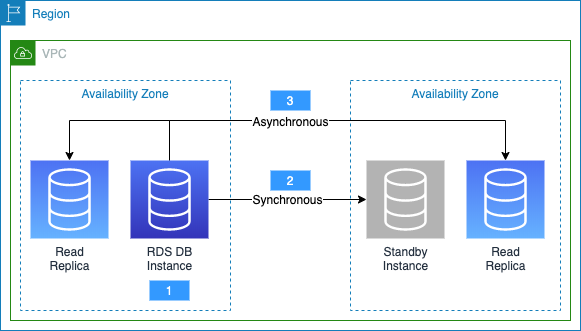 Region
VPC
Availability Zone
Availability Zone
3
Asynchronous
2
Synchronous
Read
Replica
RDS DB
Instance
Standby
Instance
Read
Replica
1